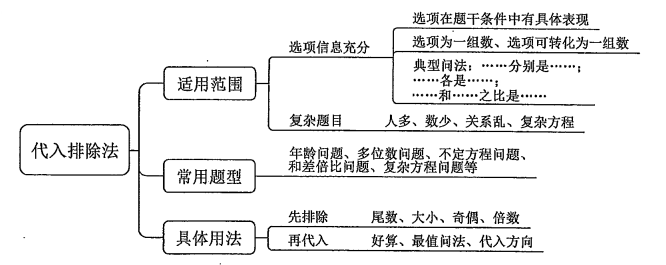 选项在题干条件中有具体表现
选项信息充分
选项为一组数、选项可转化为一组数
典型问法：……分别是……；
……各是……；
……和……之比是……
适用范围
复杂题目 人多、数少、关系乱、复杂方程
代入排除法
年龄问题、多位数问题、不定方程问题、
和差倍比问题、复杂方程问题等
常用题型
先排除 尾数、大小、奇偶、倍数
具体用法
再代入 好算、最值问法、代入方向